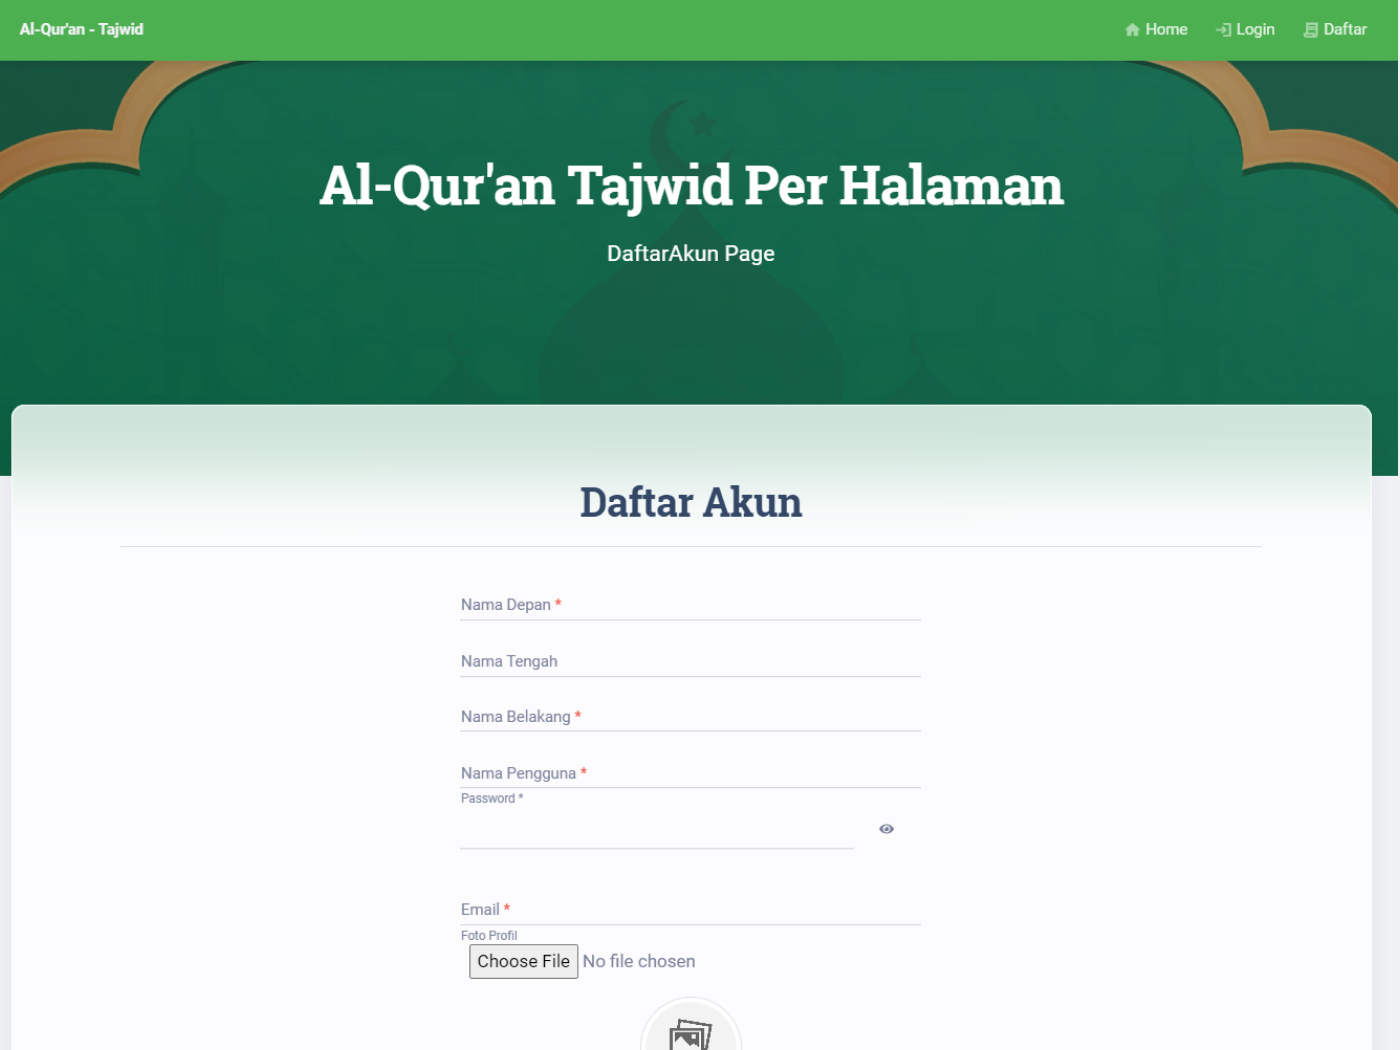 Al-Qur'an - Tajwid
Home Login Daftar
Al-Qur'an Tajwid Per Halaman
DaftarAkun Page
Daftar Akun
Nama Depan *
Nama Tengah
Nama Belakang *
Nama Pengguna *
Password *
Email *
Foto Profil
Choose File No file chosen